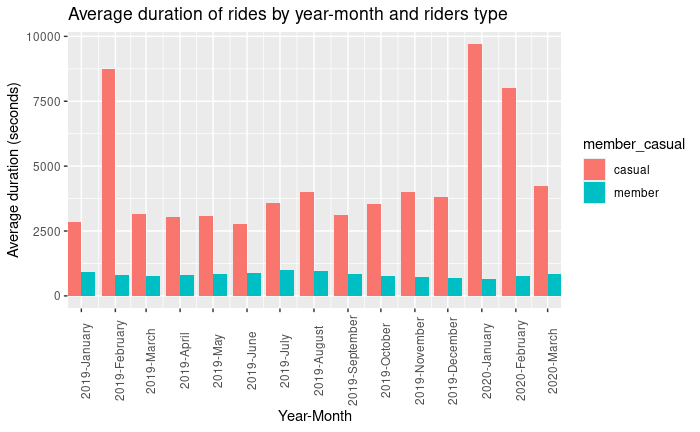 Average duration of rides by year-month and riders type
Average duration (seconds)
10000
7500
5000
2500
0
2019-January
2019-February
2019-March
2019-April
2019-May
2019-June
2019-July
2019-August
2019-September
2019-October
2019-November
2019-December
2020-January
2020-February
2020-March
Year-Month
member_casual
casual
member